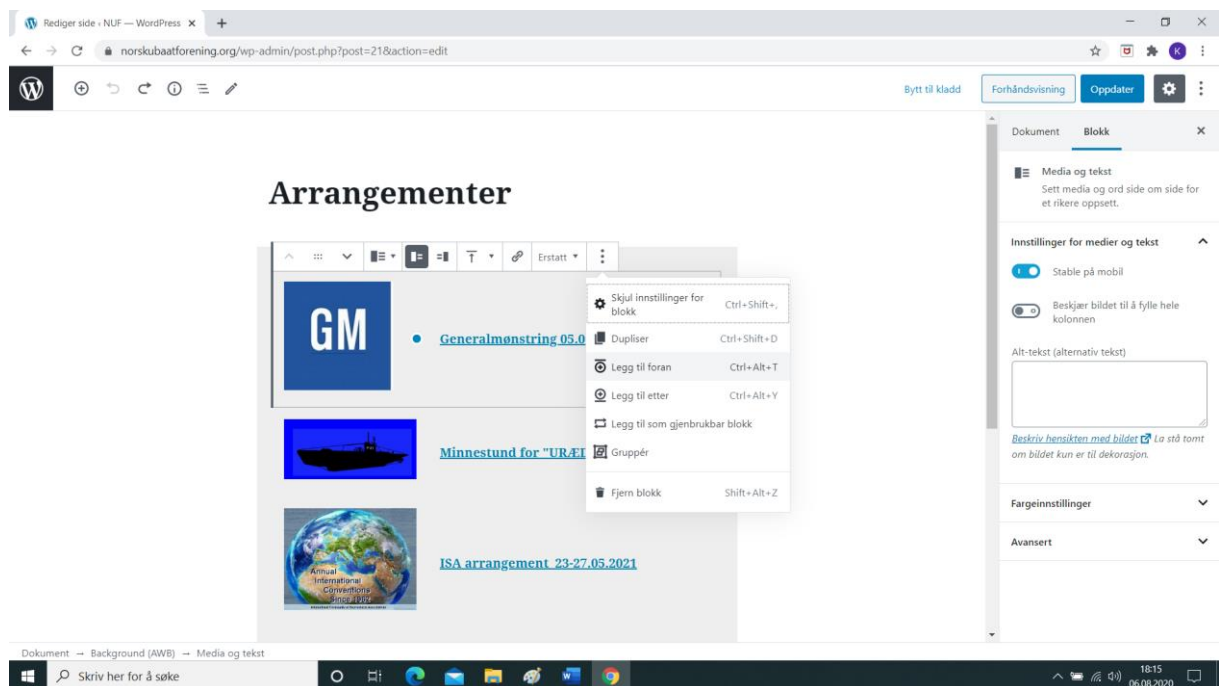 Rediger side ‹ NUF — WordPress
norskubaatforening.org/wp-admin/post.php?post=21&action=edit
K
Bytt til kladd
Forhåndsvisning
Oppdater
Dokument
Blokk
Media og tekst
Sett media og ord side om side for
et rikere oppsett.
Arrangementer
Innstillinger for medier og tekst
Erstatt
Stable på mobil
Beskjær bildet til å fylle hele
kolonnen
GM
Generalmønstring 05.0
Skjul innstillinger for
blokk
Ctrl+Shift+,
Dupliser Ctrl+Shift+D
Legg til foran Ctrl+Alt+T
Legg til etter Ctrl+Alt+Y
Legg til som gjenbrukbar blokk
Gruppér
Fjern blokk Shift+Alt+Z
Alt-tekst (alternativ tekst)
Beskriv hensikten med bildet La stå tomt
om bildet kun er til dekorasjon.
Minnestund for "URÆD
Fargeinnstillinger
Avansert
Annual
International
Conventions
Since 1962
ISA arrangement 23-27.05.2021
Dokument → Background (AWB) → Media og tekst
Skriv her for å søke
18:15
06.08.2020